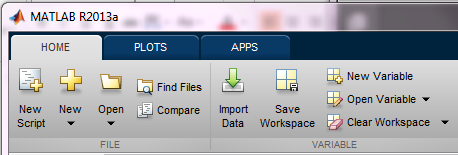 MATLAB R2013a
HOME PLOTS APPS
New Script
New
Open
Find Files
Compare
Import Data
Save Workspace
New Variable
Open Variable
Clear Workspace
FILE VARIABLE